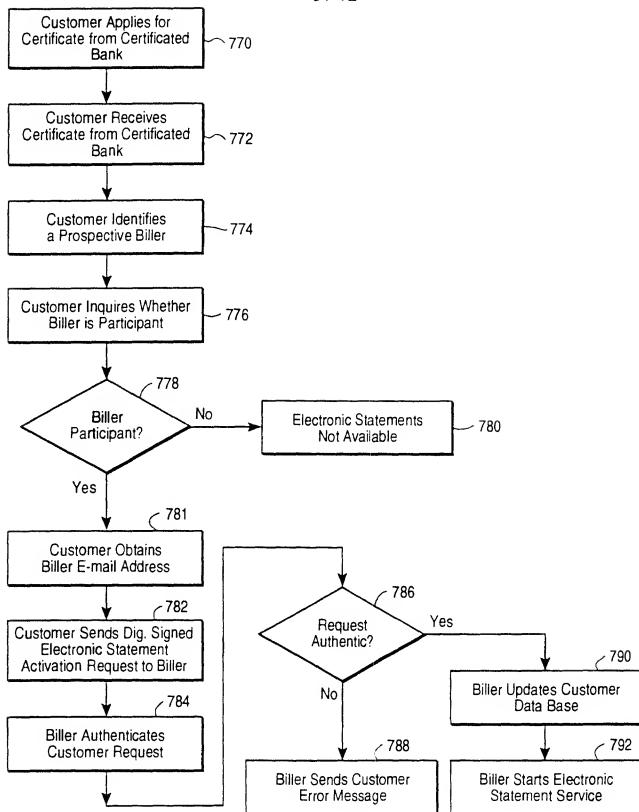 Customer Applies for
Certificate from Certificated
Bank
770
Customer Receives
Certificate from Certificated
Bank
772
Customer Identifies
a Prospective Biller
774
Customer Inquires Whether
Biller is Participant
776
778
Biller
Participant?
No
Electronic Statements
Not Available
780
Yes
781
Customer Obtains
Biller E-mail Address
782
Customer Sends Dig. Signed
Electronic Statement
Activation Request to Biller
784
Biller Authenticates
Customer Request
786
Request
Authentic?
Yes
No
788
Biller Sends Customer
Error Message
790
Biller Updates Customer
Data Base
792
Biller Starts Electronic
Statement Service